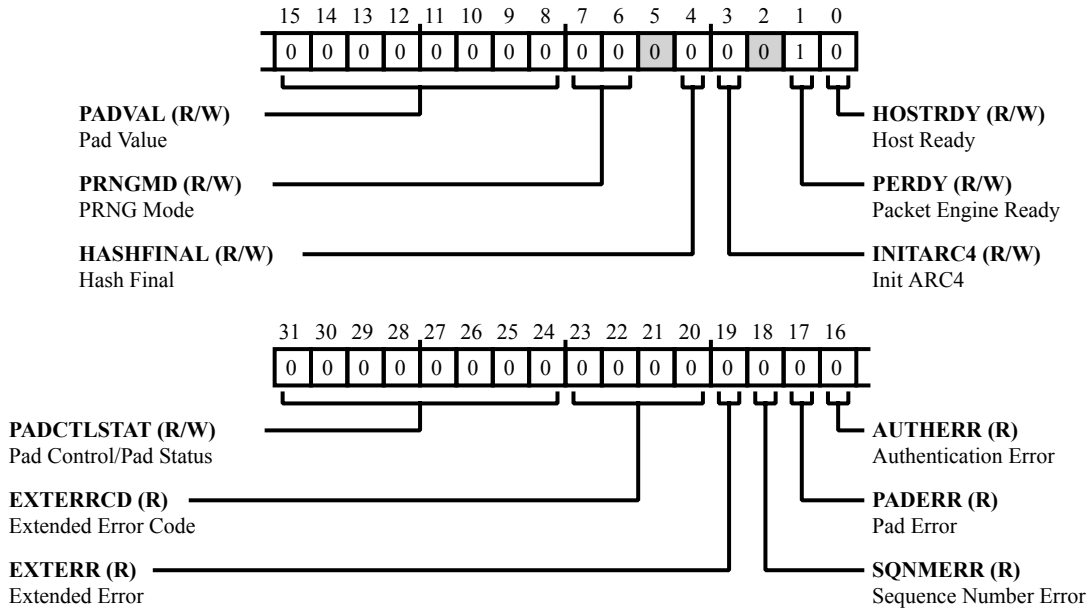 15 14 13 12 11 10 9 8 7 6 5 4 3 2 1 0
0 0 0 0 0 0 0 0 0 0 0 0 0 0 1 0
PADVAL (R/W)
Pad Value
HOSTRDY (R/W)
Host Ready
PRNGMD (R/W)
PRNG Mode
PERDY (R/W)
Packet Engine Ready
HASHFINAL (R/W)
Hash Final
INITARC4 (R/W)
Init ARC4
31 30 29 28 27 26 25 24 23 22 21 20 19 18 17 16
0 0 0 0 0 0 0 0 0 0 0 0 0 0 0 0
PADCTLSTAT (R/W)
Pad Control/Pad Status
AUTHERR (R)
Authentication Error
EXTERRCD (R)
Extended Error Code
PADERR (R)
Pad Error
EXTERR (R)
Extended Error
SQNMERR (R)
Sequence Number Error